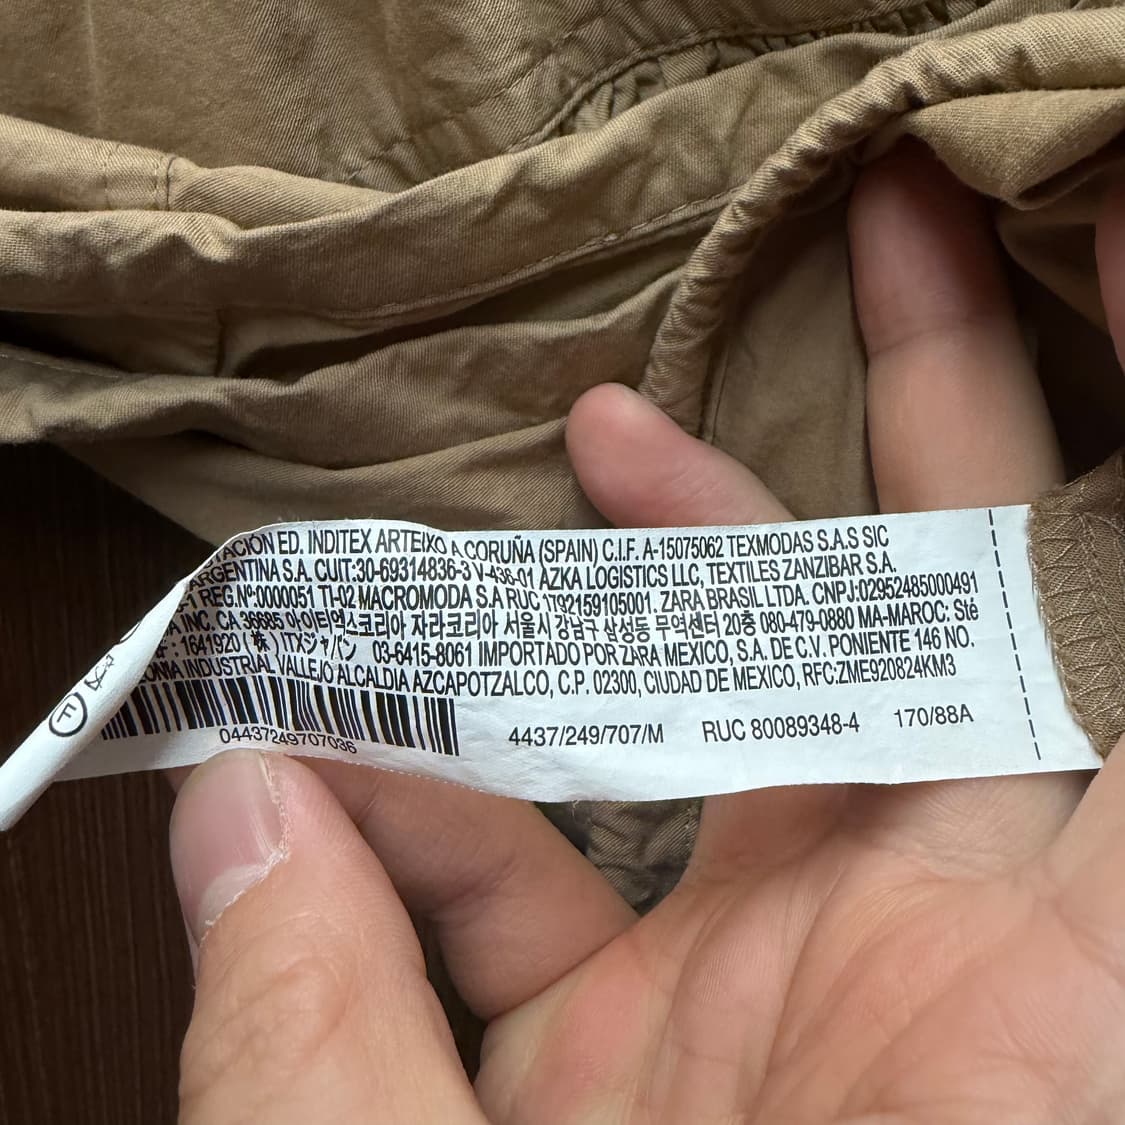 ED. INDITEX ARTEIXO A CORUÑA (SPAIN) C.I.F. A-15075062 TEXMODAS S.A.S SIC
ARGENTINA S.A. CUIT:30-69314836-3 V-436-01 AZKA LOGISTICS LLC, TEXTILES ZANZIBAR S.A.
REG.Nº:0000051 TI-02 MACROMODA S.A RUC 1792159105001. ZARA BRASIL LTDA. CNPJ:02952485000491
INC. CA 36685 아이티엑스코리아 자라코리아 서울시 강남구 삼성동 무역센터 20층 080-479-0880 MA-MAROC: Sté
: 1641920 (株) ITXジャパン 03-6415-8061 IMPORTADO POR ZARA MEXICO, S.A. DE C.V. PONIENTE 146 NO.
INDUSTRIAL VALLEJO ALCALDIA AZCAPOTZALCO, C.P. 02300, CIUDAD DE MEXICO, RFC:ZME920824KM3
F
04437249707036 4437/249/707/M RUC 80089348-4 170/88A